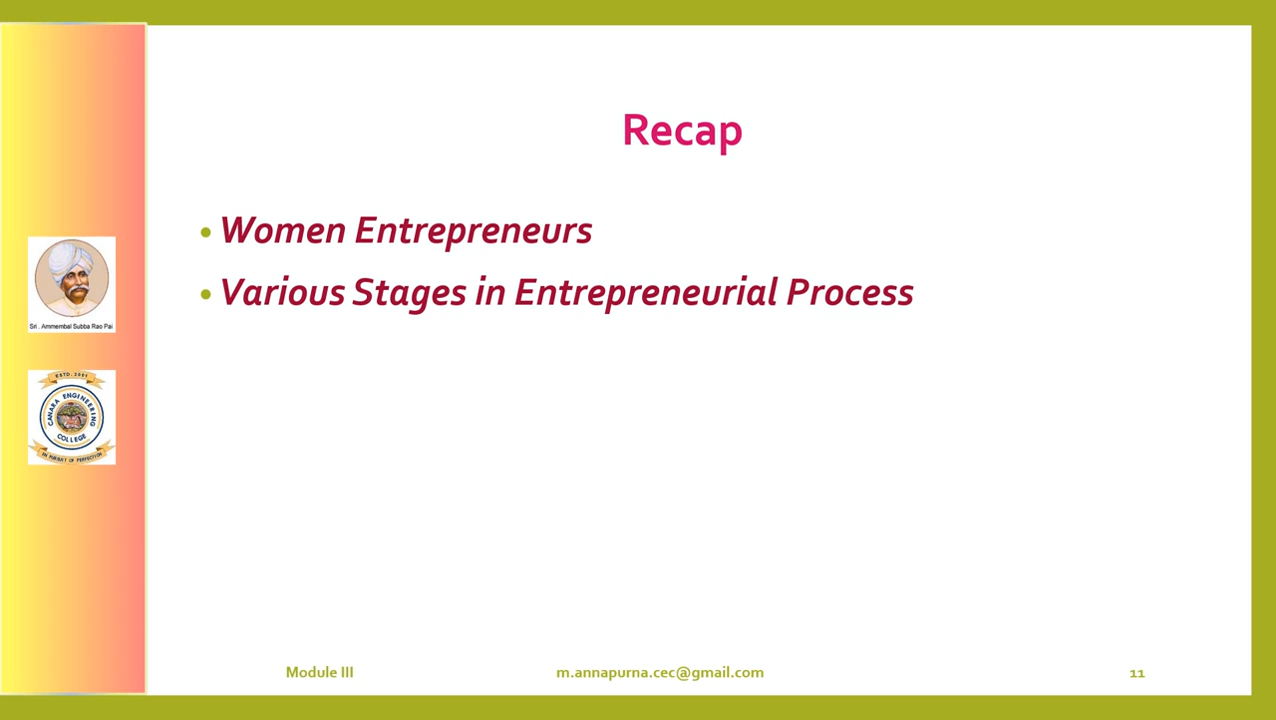 Recap
• Women Entrepreneurs
• Various Stages in Entrepreneurial Process
Sri . Ammembal Subba Rao Pai
ESTD. 2001
CANARA ENGINEERING
COLLEGE
IN PURSUIT OF PERFECTION
Module III m.annapurna.cec@gmail.com 11